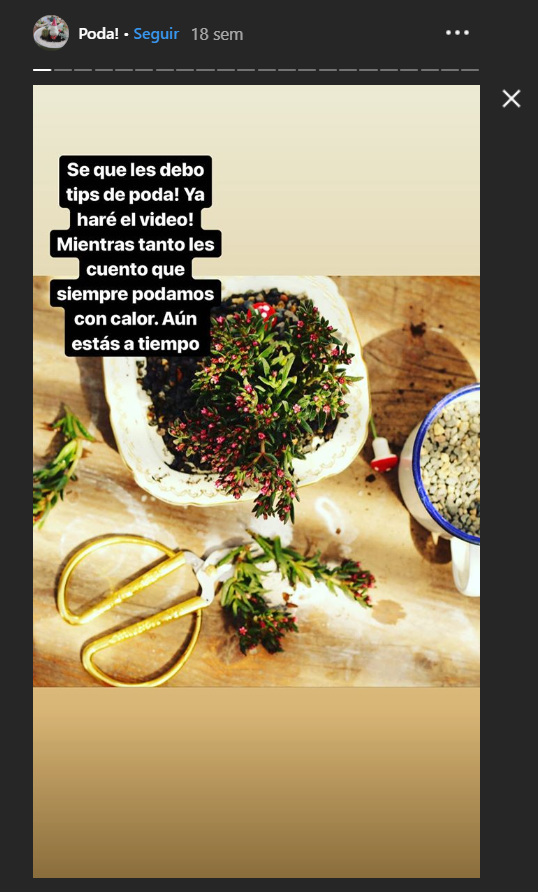 Poda! • Seguir 18 sem
Se que les debo
tips de poda! Ya
haré el video!
Mientras tanto les
cuento que
siempre podamos
con calor. Aún
estás a tiempo